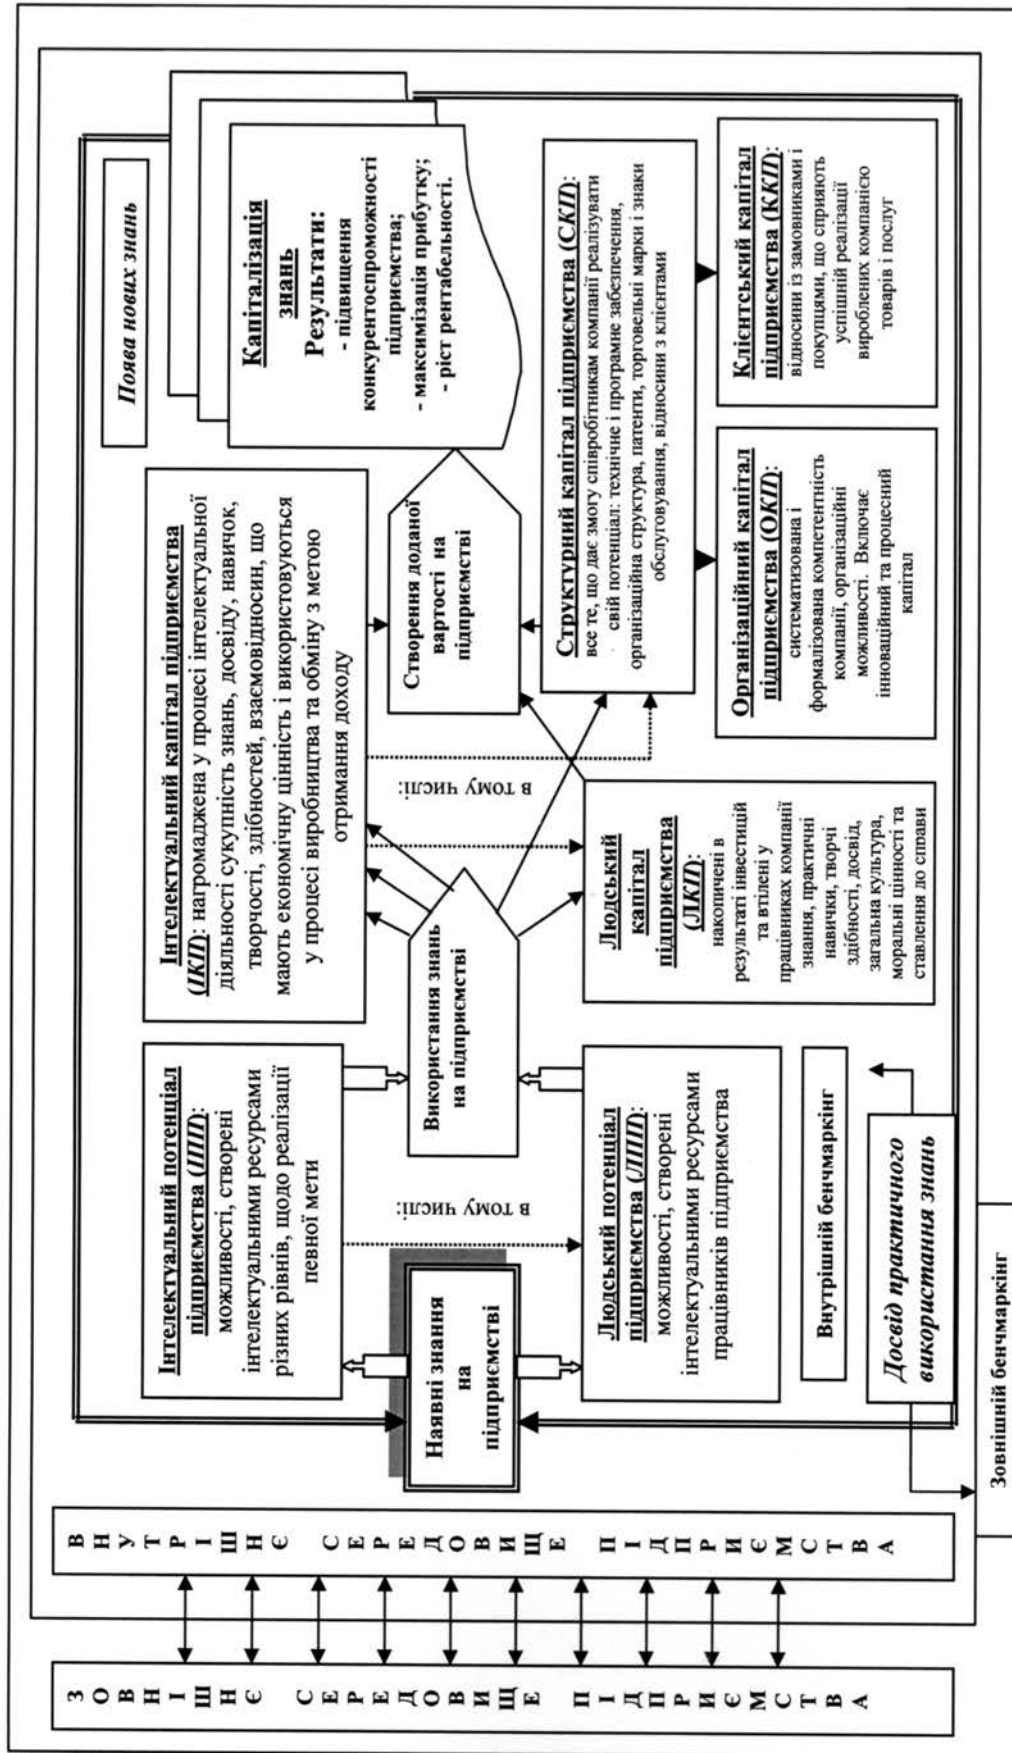 З О В Н І Ш Н Є С Е Р Е Д О В И Щ Е П І Д П Р И Є М С Т В А
В Н У Т Р І Ш Н Є С Е Р Е Д О В И Щ Е П І Д П Р И Є М С Т В А
Наявні знання
на
підприємстві
Інтелектуальний потенціал
підприємства (ІПП):
можливості, створені
інтелектуальними ресурсами
різних рівнів, щодо реалізації
певної мети
в тому числі:
Людський потенціал
підприємства (ЛПП):
можливості, створені
інтелектуальними ресурсами
працівників підприємства
Внутрішній бенчмаркінг
Досвід практичного
використання знань
Зовнішній бенчмаркінг
Використання знань
на підприємстві
Інтелектуальний капітал підприємства
(ІКП): нагромаджена у процесі інтелектуальної
діяльності сукупність знань, досвіду, навичок,
творчості, здібностей, взаємовідносин, що
мають економічну цінність і використовуються
у процесі виробництва та обміну з метою
отримання доходу
в тому числі:
Людський
капітал
підприємства
(ЛКП):
накопичені в
результаті інвестицій
та втілені у
працівниках компанії
знання, практичні
навички, творчі
здібності, досвід,
загальна культура,
моральні цінності та
ставлення до справи
Створення доданої
вартості на
підприємстві
Поява нових знань
Капіталізація
знань
Результати:
- підвищення
конкурентоспроможності
підприємства;
- максимізація прибутку;
- ріст рентабельності.
Структурний капітал підприємства (СКП):
все те, що дає змогу співробітникам компанії реалізувати
свій потенціал: технічне і програмне забезпечення,
організаційна структура, патенти, торговельні марки і знаки
обслуговування, відносини з клієнтами
Організаційний капітал
підприємства (ОКП):
систематизована і
формалізована компетентність
компанії, організаційні
можливості. Включає
інноваційний та процесний
капітал
Клієнтський капітал
підприємства (ККП):
відносини із замовниками і
покупцями, що сприяють
успішній реалізації
вироблених компанією
товарів і послуг